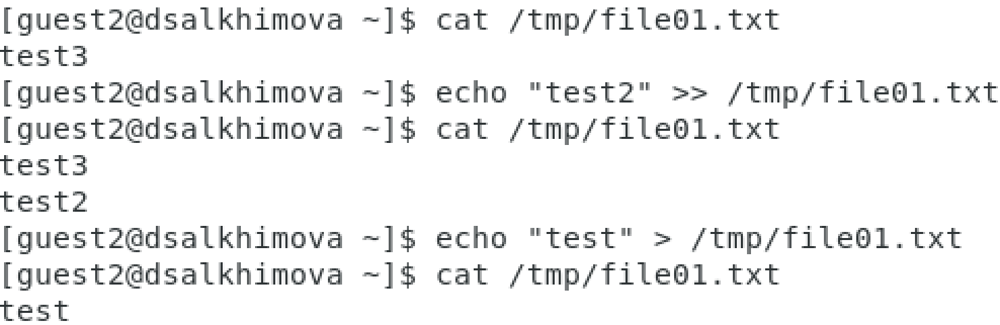 [guest2@dsalkhimova ~]$ cat /tmp/file01.txt
test3
[guest2@dsalkhimova ~]$ echo "test2" >> /tmp/file01.txt
[guest2@dsalkhimova ~]$ cat /tmp/file01.txt
test3
test2
[guest2@dsalkhimova ~]$ echo "test" > /tmp/file01.txt
[guest2@dsalkhimova ~]$ cat /tmp/file01.txt
test